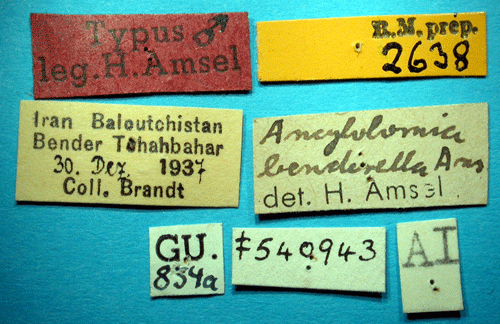 Typus ♂
leg. H. Amsel
B.M. prep.
2638
Iran Baloutchistan
Bender Tchahbahar
30. Dez. 1937
Coll. Brandt
Ancylolomia
bendirella Ams
det. H. Amsel
GU.
834a
‡540943
AI